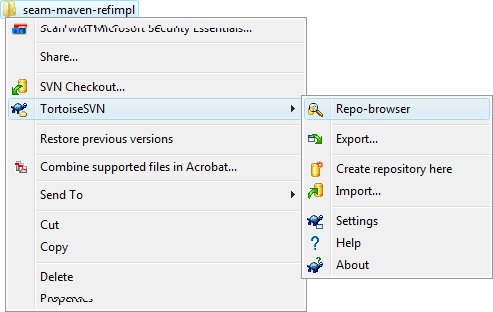 seam-maven-refimpl
Scan with Microsoft Security Essentials...
Share...
SVN Checkout...
TortoiseSVN
Restore previous versions
Combine supported files in Acrobat...
Send To
Cut
Copy
Delete
Properties
Repo-browser
Export...
Create repository here
Import...
Settings
Help
About